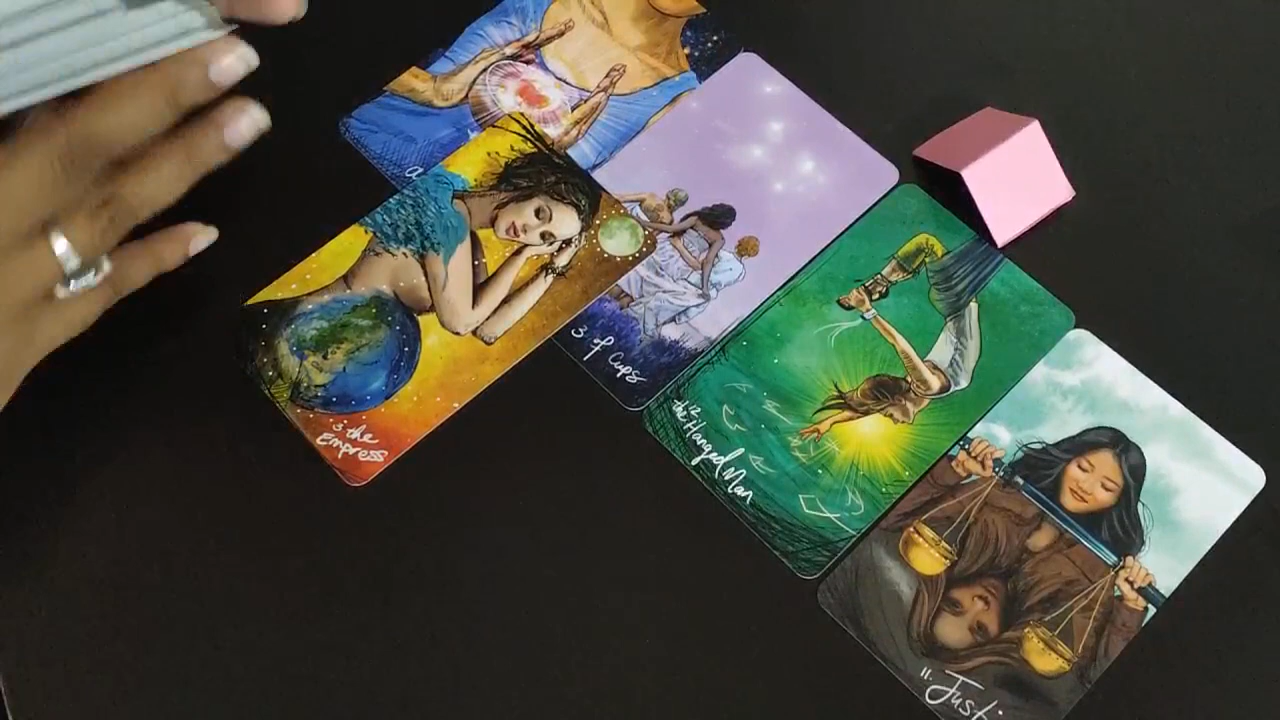 3 the
Empress
3 of Cups
12
the Hanged Man
11. Justi